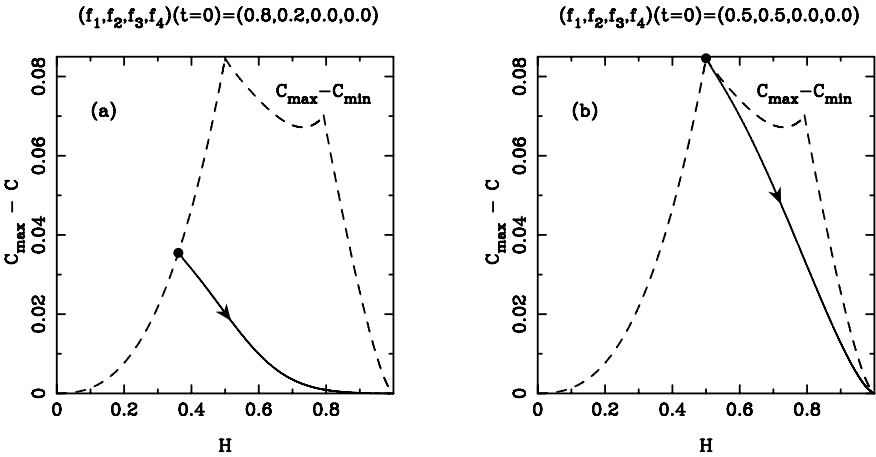 (f₁,f₂,f₃,f₄)(t=0)=(0.8,0.2,0.0,0.0)
(a)
Cmax−Cmin
Cmax − C
0
0.02
0.04
0.06
0.08
0
0.2
0.4
0.6
0.8
H
(f₁,f₂,f₃,f₄)(t=0)=(0.5,0.5,0.0,0.0)
(b)
Cmax−Cmin
Cmax − C
0
0.02
0.04
0.06
0.08
0
0.2
0.4
0.6
0.8
H